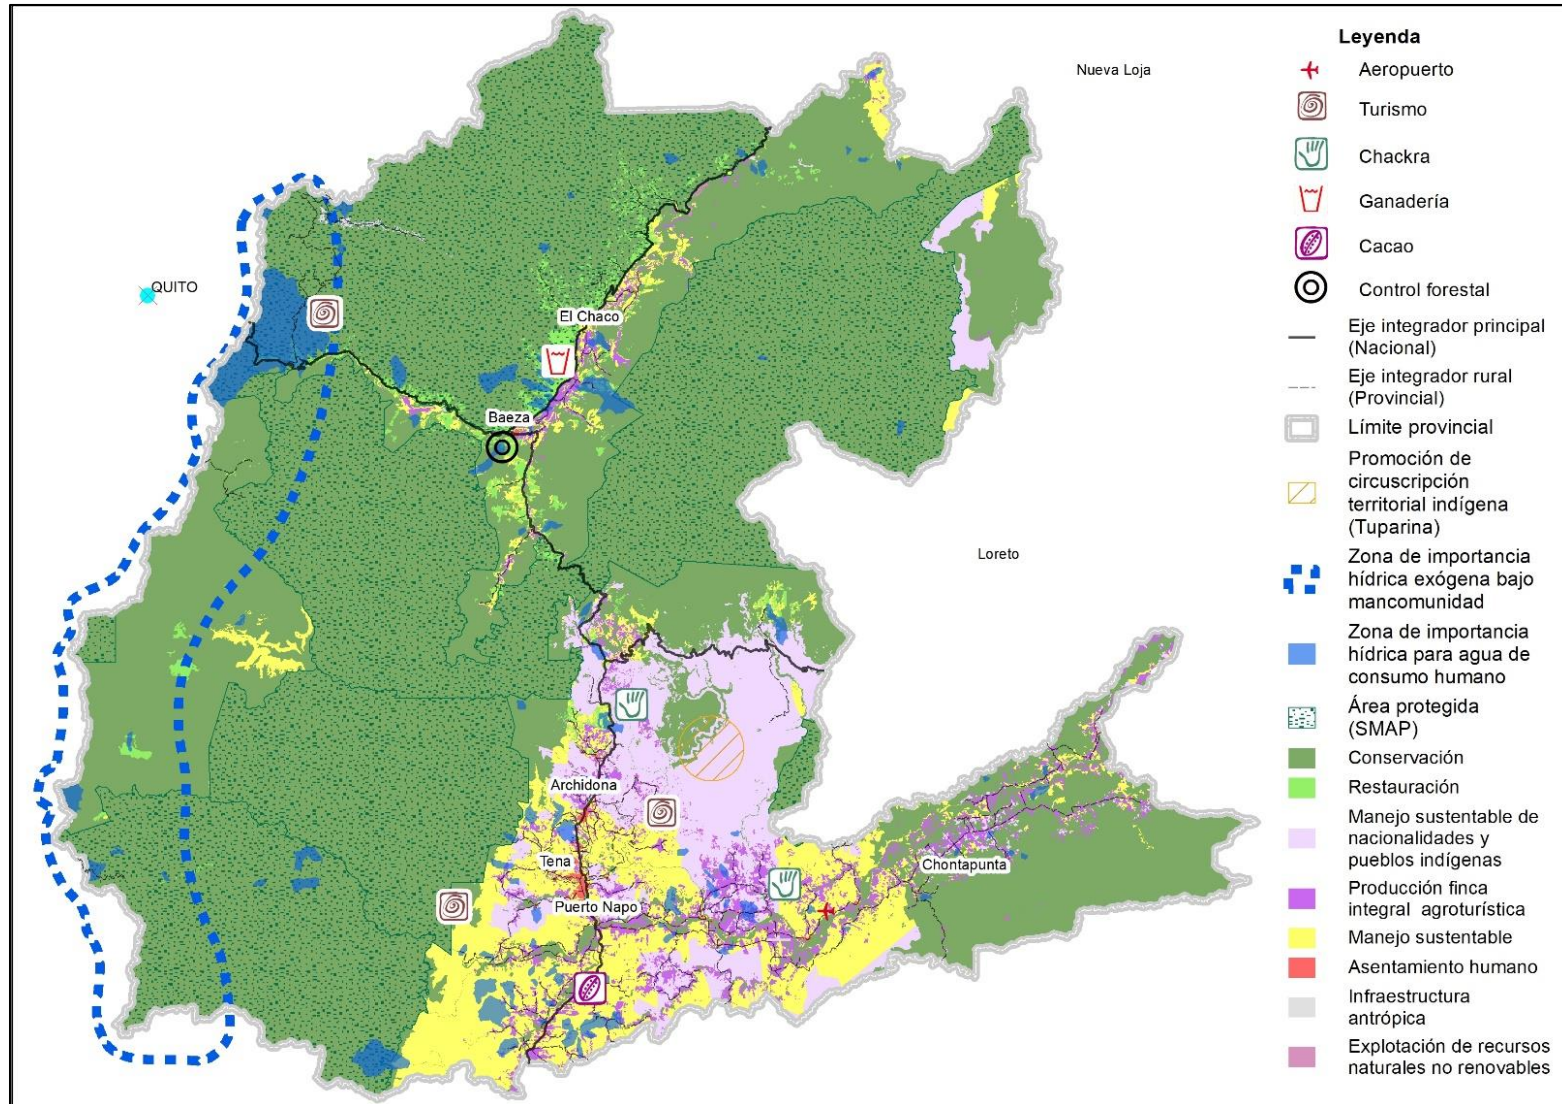 Nueva Loja
QUITO
El Chaco
Baeza
Loreto
Archidona
Tena
Puerto Napo
Chontapunta
Leyenda
Aeropuerto
Turismo
Chackra
Ganadería
Cacao
Control forestal
Eje integrador principal
(Nacional)
Eje integrador rural
(Provincial)
Límite provincial
Promoción de
circuscripción
territorial indígena
(Tuparina)
Zona de importancia
hídrica exógena bajo
mancomunidad
Zona de importancia
hídrica para agua de
consumo humano
Área protegida
(SMAP)
Conservación
Restauración
Manejo sustentable de
nacionalidades y
pueblos indígenas
Producción finca
integral agroturística
Manejo sustentable
Asentamiento humano
Infraestructura
antrópica
Explotación de recursos
naturales no renovables